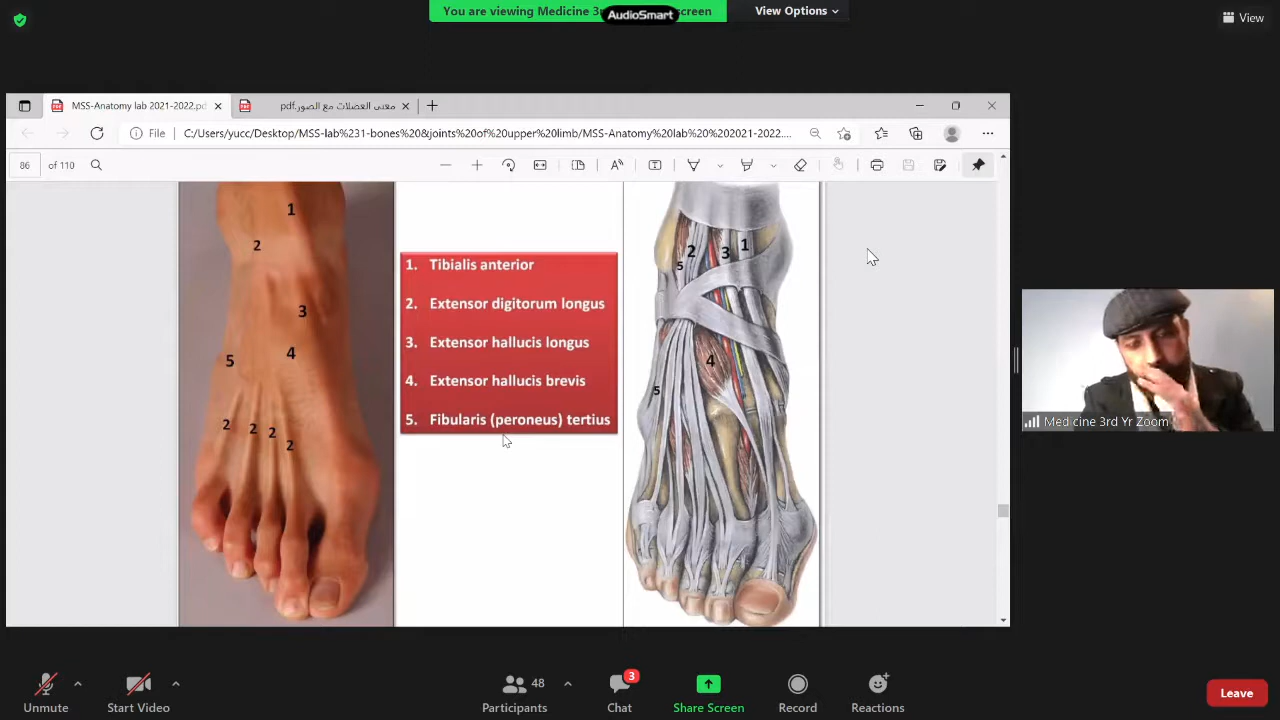 You are viewing Medicine 3r screen
AudioSmart
View Options
View
MSS-Anatomy lab 2021-2022.pd
معنى العضلات مع الصور.pdf
File
C:/Users/yucc/Desktop/MSS-lab%231-bones%20&joints%20of%20upper%20limb/MSS-Anatomy%20lab%20%202021-2022....
86 of 110
1
2
3
4
5
2
2
2
2
1. Tibialis anterior
2. Extensor digitorum longus
3. Extensor hallucis longus
4. Extensor hallucis brevis
5. Fibularis (peroneus) tertius
2
3
1
5
4
5
Medicine 3rd Yr Zoom
Unmute
Start Video
Participants
48
Chat
3
Share Screen
Record
Reactions
Leave